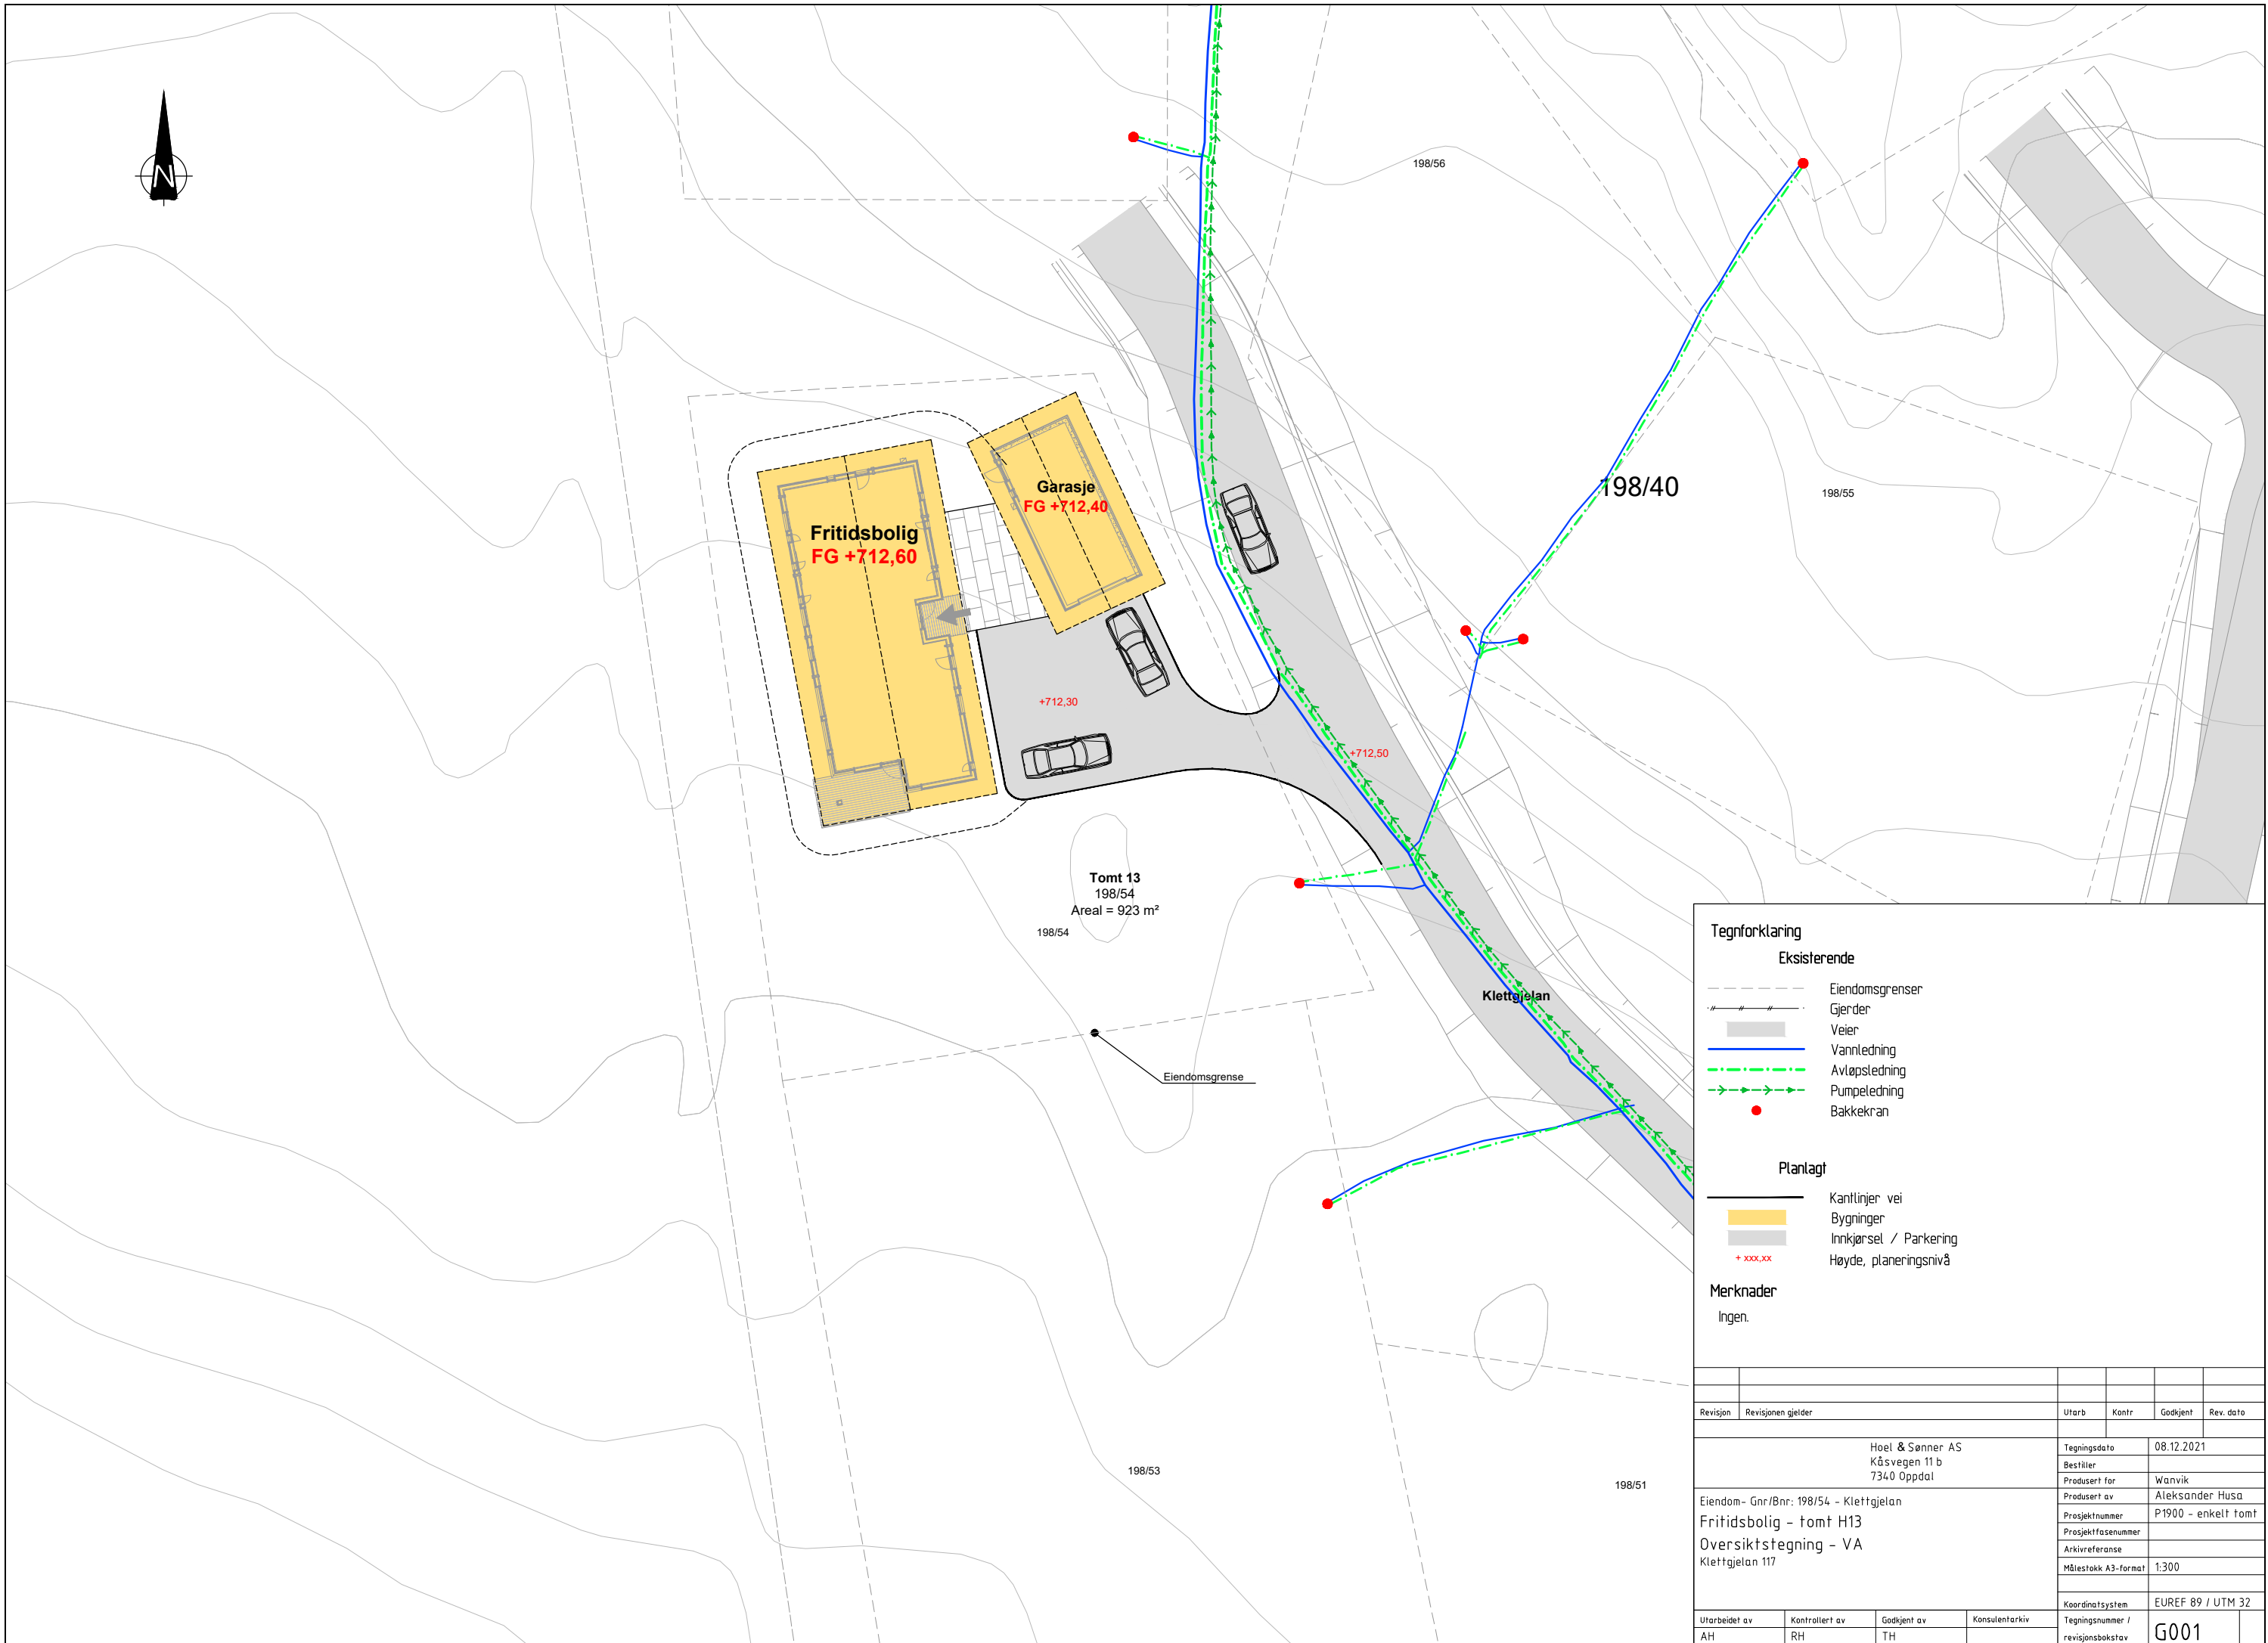 N
198/56
198/40
198/55
Garasje
FG +712,40
Fritidsbolig
FG +712,60
+712,30
+712,50
Tomt 13
198/54
Areal = 923 m²
198/54
Klettgjelan
Eiendomsgrense
198/53
198/51
Tegnforklaring
Eksisterende
Eiendomsgrenser
Gjerder
Veier
Vannledning
Avløpsledning
Pumpeledning
Bakkekran
Planlagt
Kantlinjer vei
Bygninger
Innkjørsel / Parkering
+ xxx,xx Høyde, planeringsnivå
Merknader
Ingen.
Revisjon Revisjonen gjelder Utarb Kontr Godkjent Rev. dato
Hoel & Sønner AS
Kåsvegen 11 b
7340 Oppdal
Eiendom- Gnr/Bnr: 198/54 - Klettgjelan
Fritidsbolig - tomt H13
Oversiktstegning - VA
Klettgjelan 117
Tegningsdato 08.12.2021
Bestiller
Produsert for Wanvik
Produsert av Aleksander Husa
Prosjektnummer P1900 - enkelt tomt
Prosjektfasenummer
Arkivreferanse
Målestokk A3-format 1:300
Koordinatsystem EUREF 89 / UTM 32
Utarbeidet av Kontrollert av Godkjent av Konsulentarkiv
AH RH TH
Tegningsnummer /
revisjonsbokstav
G001